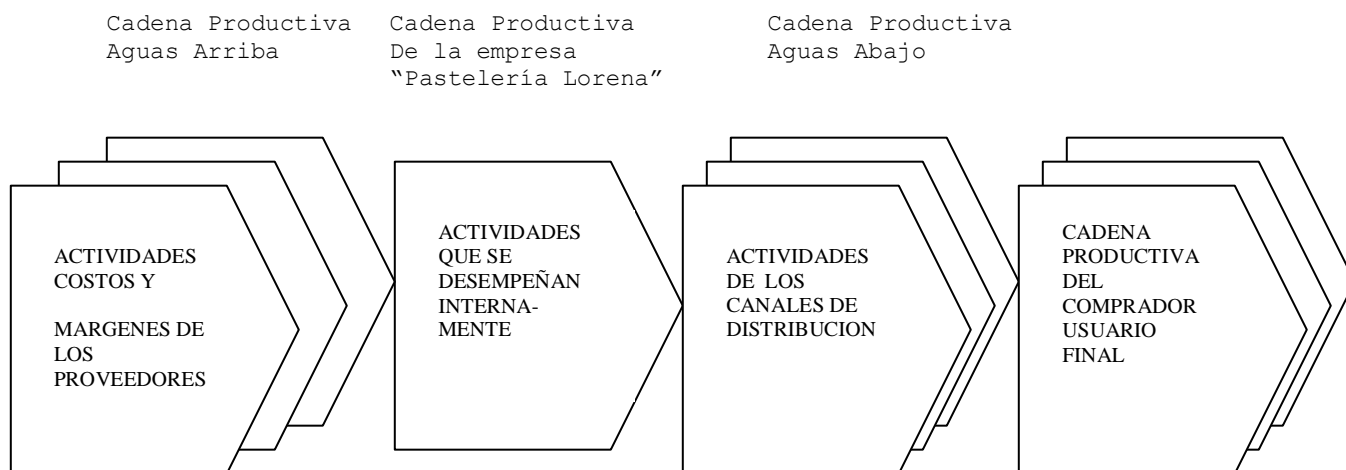 Cadena Productiva
Aguas Arriba
Cadena Productiva
De la empresa
“Pastelería Lorena”
Cadena Productiva
Aguas Abajo
ACTIVIDADES
COSTOS Y
MARGENES DE
LOS
PROVEEDORES
ACTIVIDADES
QUE SE
DESEMPEÑAN
INTERNA-
MENTE
ACTIVIDADES
DE LOS
CANALES DE
DISTRIBUCION
CADENA
PRODUCTIVA
DEL
COMPRADOR
USUARIO
FINAL